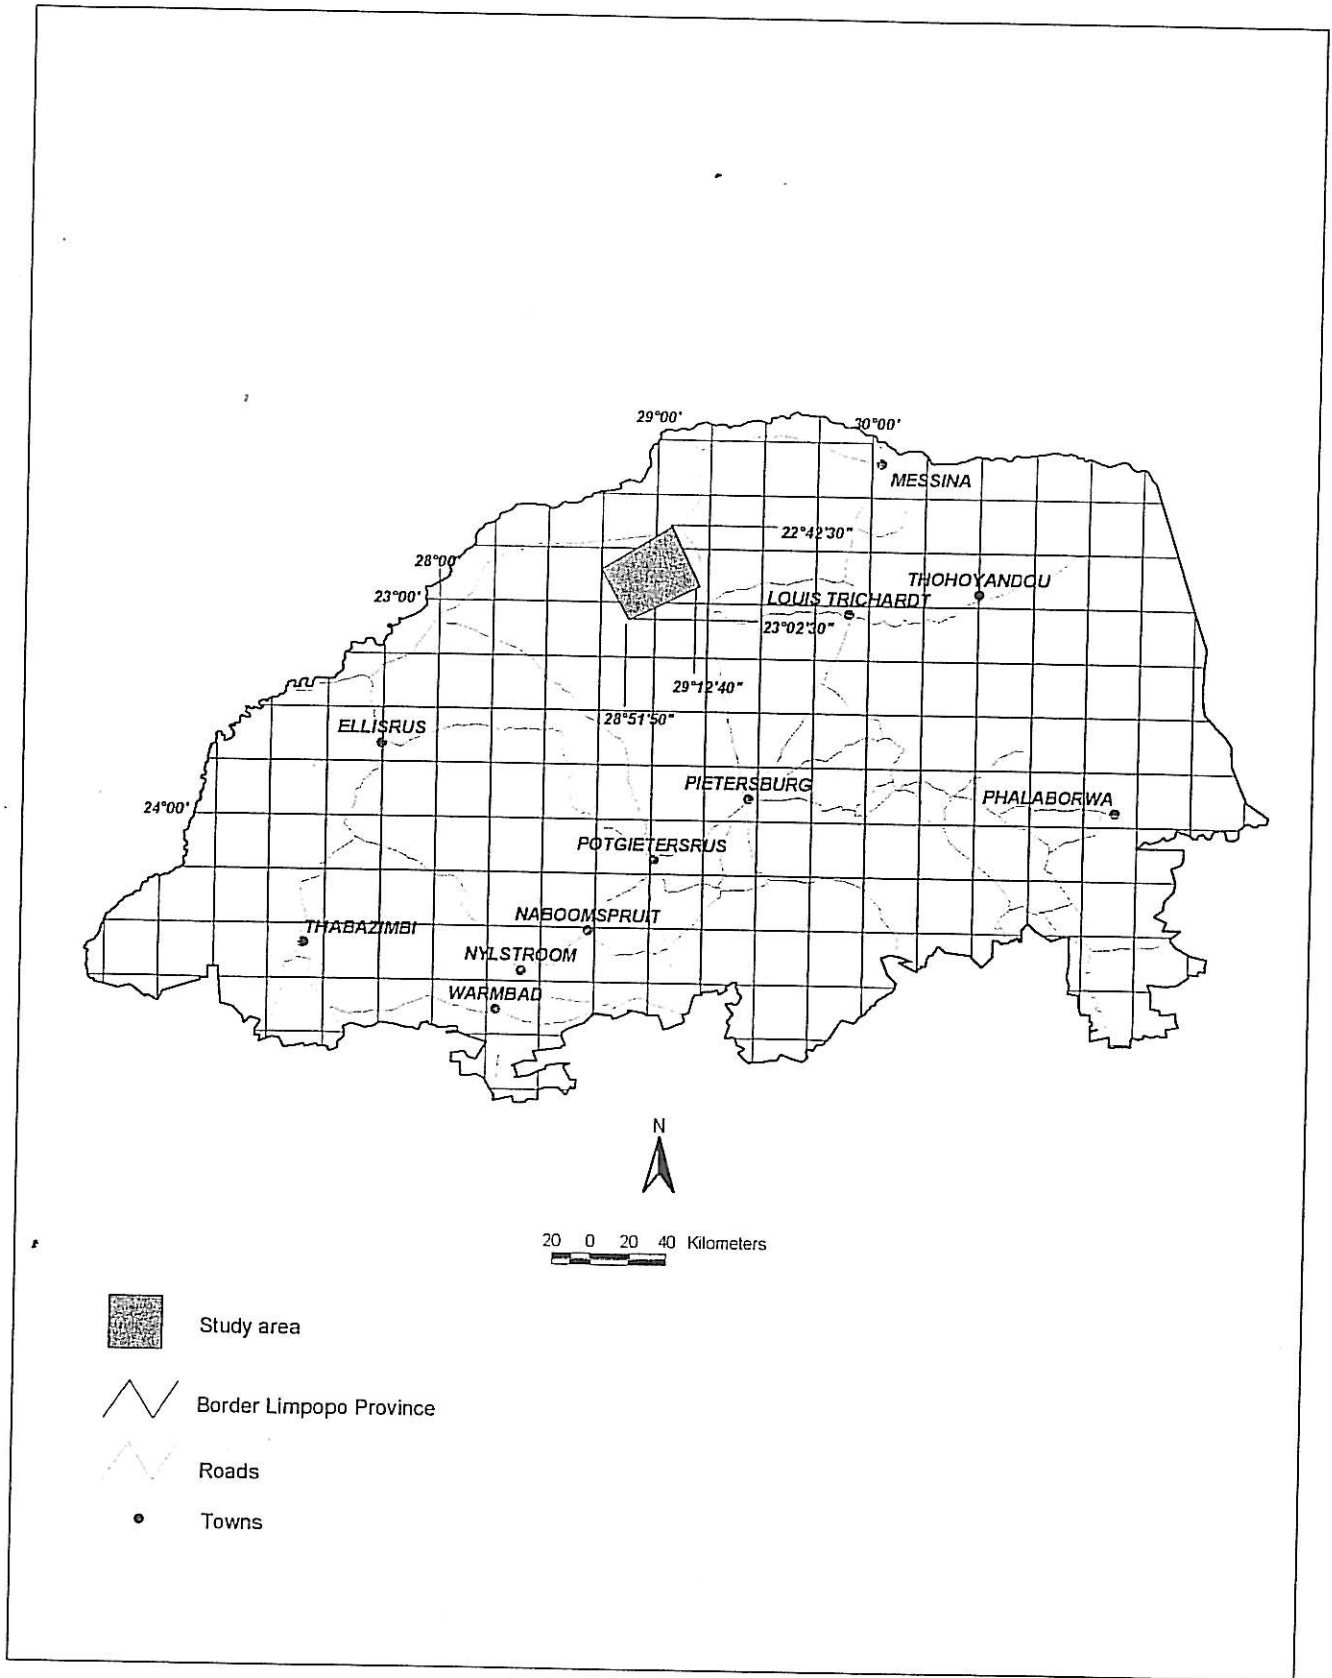 29°00'
30°00'
MESSINA
22°42'30"
28°00'
THOHOYANDOU
23°00'
LOUIS TRICHARDT
23°02'30"
29°12'40"
28°51'50"
ELLISRUS
PIETERSBURG
PHALABORWA
24°00'
POTGIETERSRUS
NABOOMSPRUIT
THABAZIMBI
NYLSTROOM
WARMBAD
N
20 0 20 40 Kilometers
Study area
Border Limpopo Province
Roads
Towns